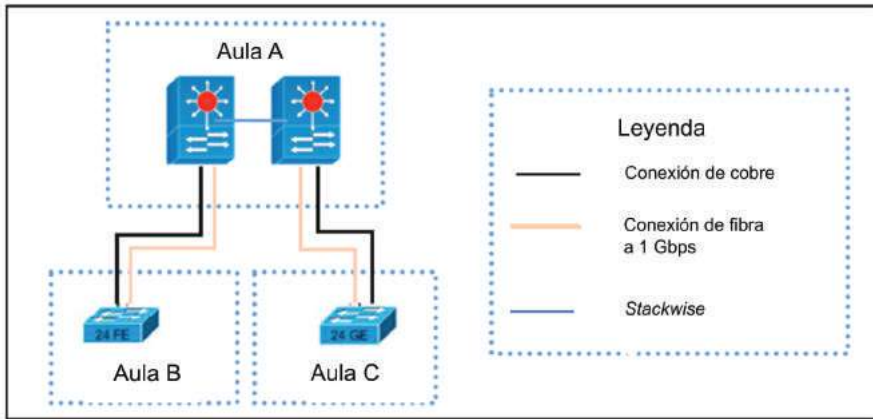 Aula A
24 FE
Aula B
24 GE
Aula C
Leyenda
Conexión de cobre
Conexión de fibra
a 1 Gbps
Stackwise